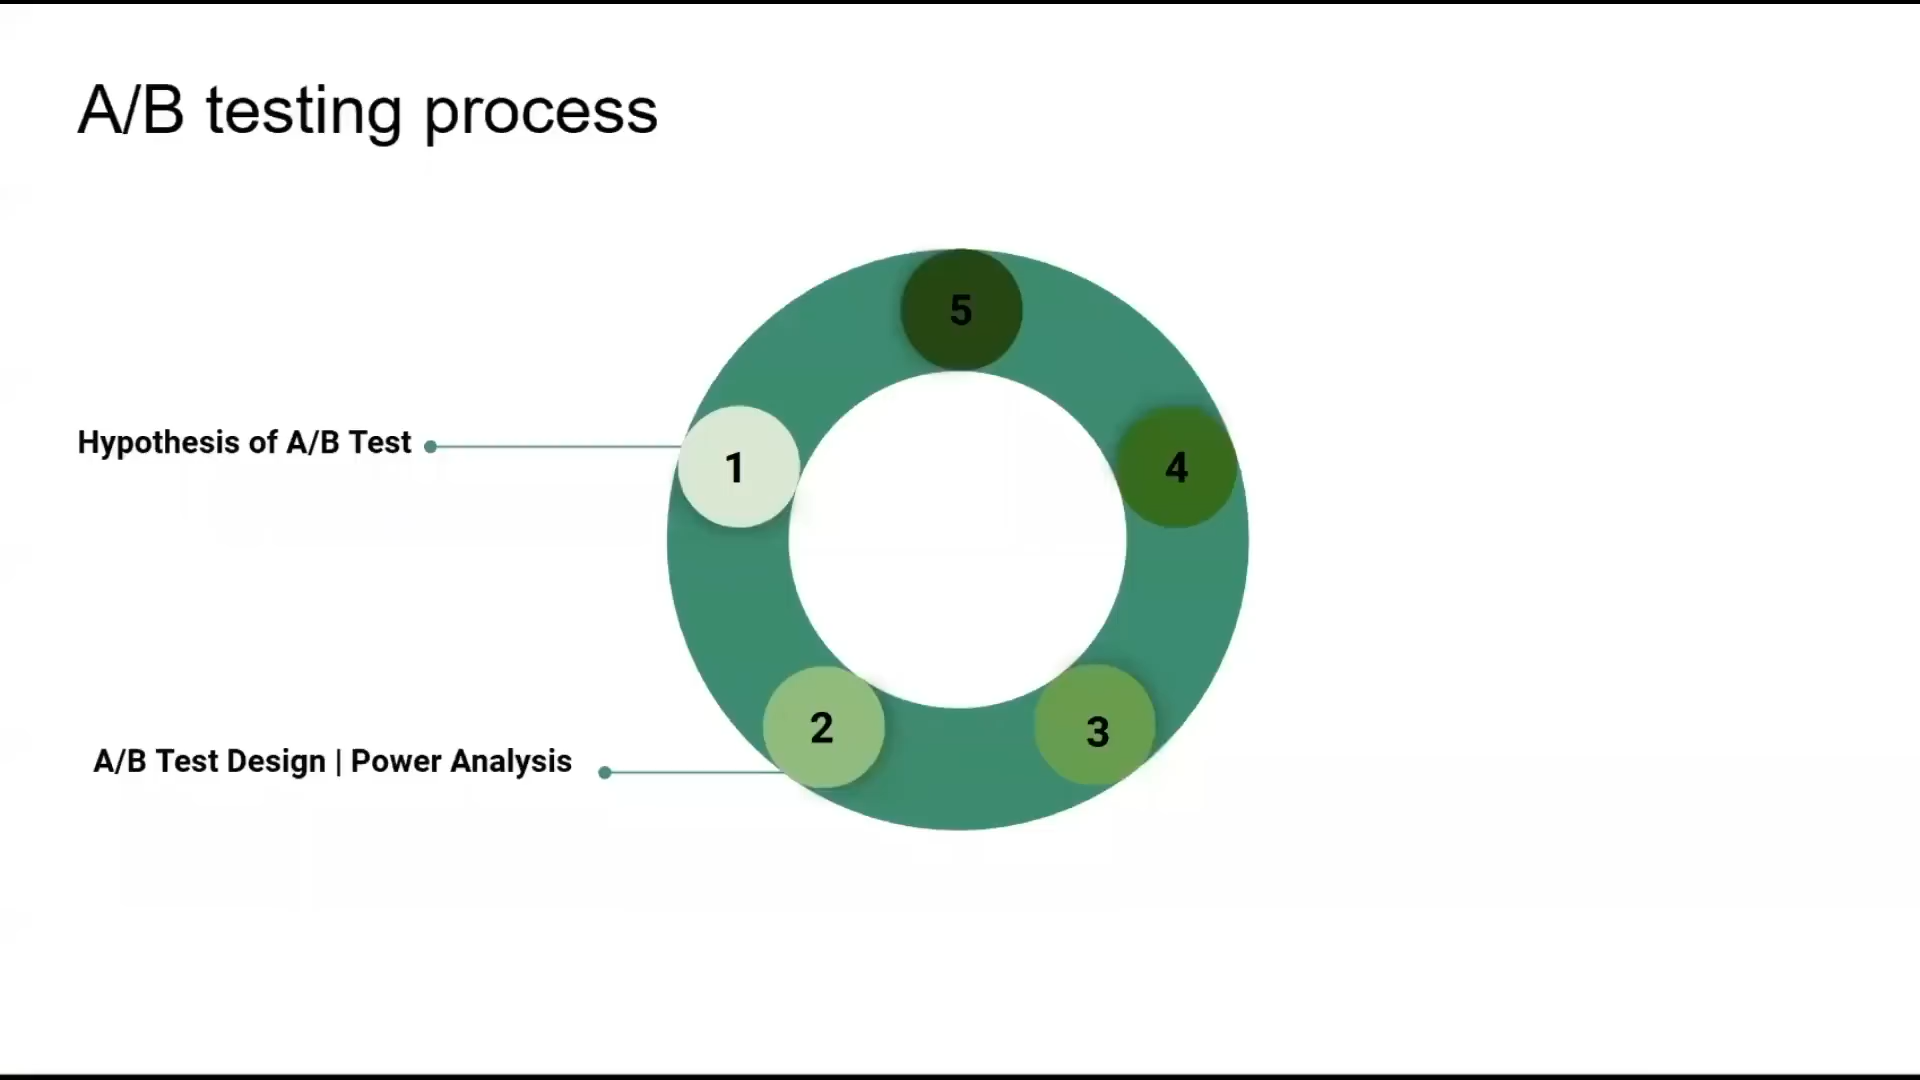 A/B testing process
5
Hypothesis of A/B Test
1
4
2
3
A/B Test Design | Power Analysis